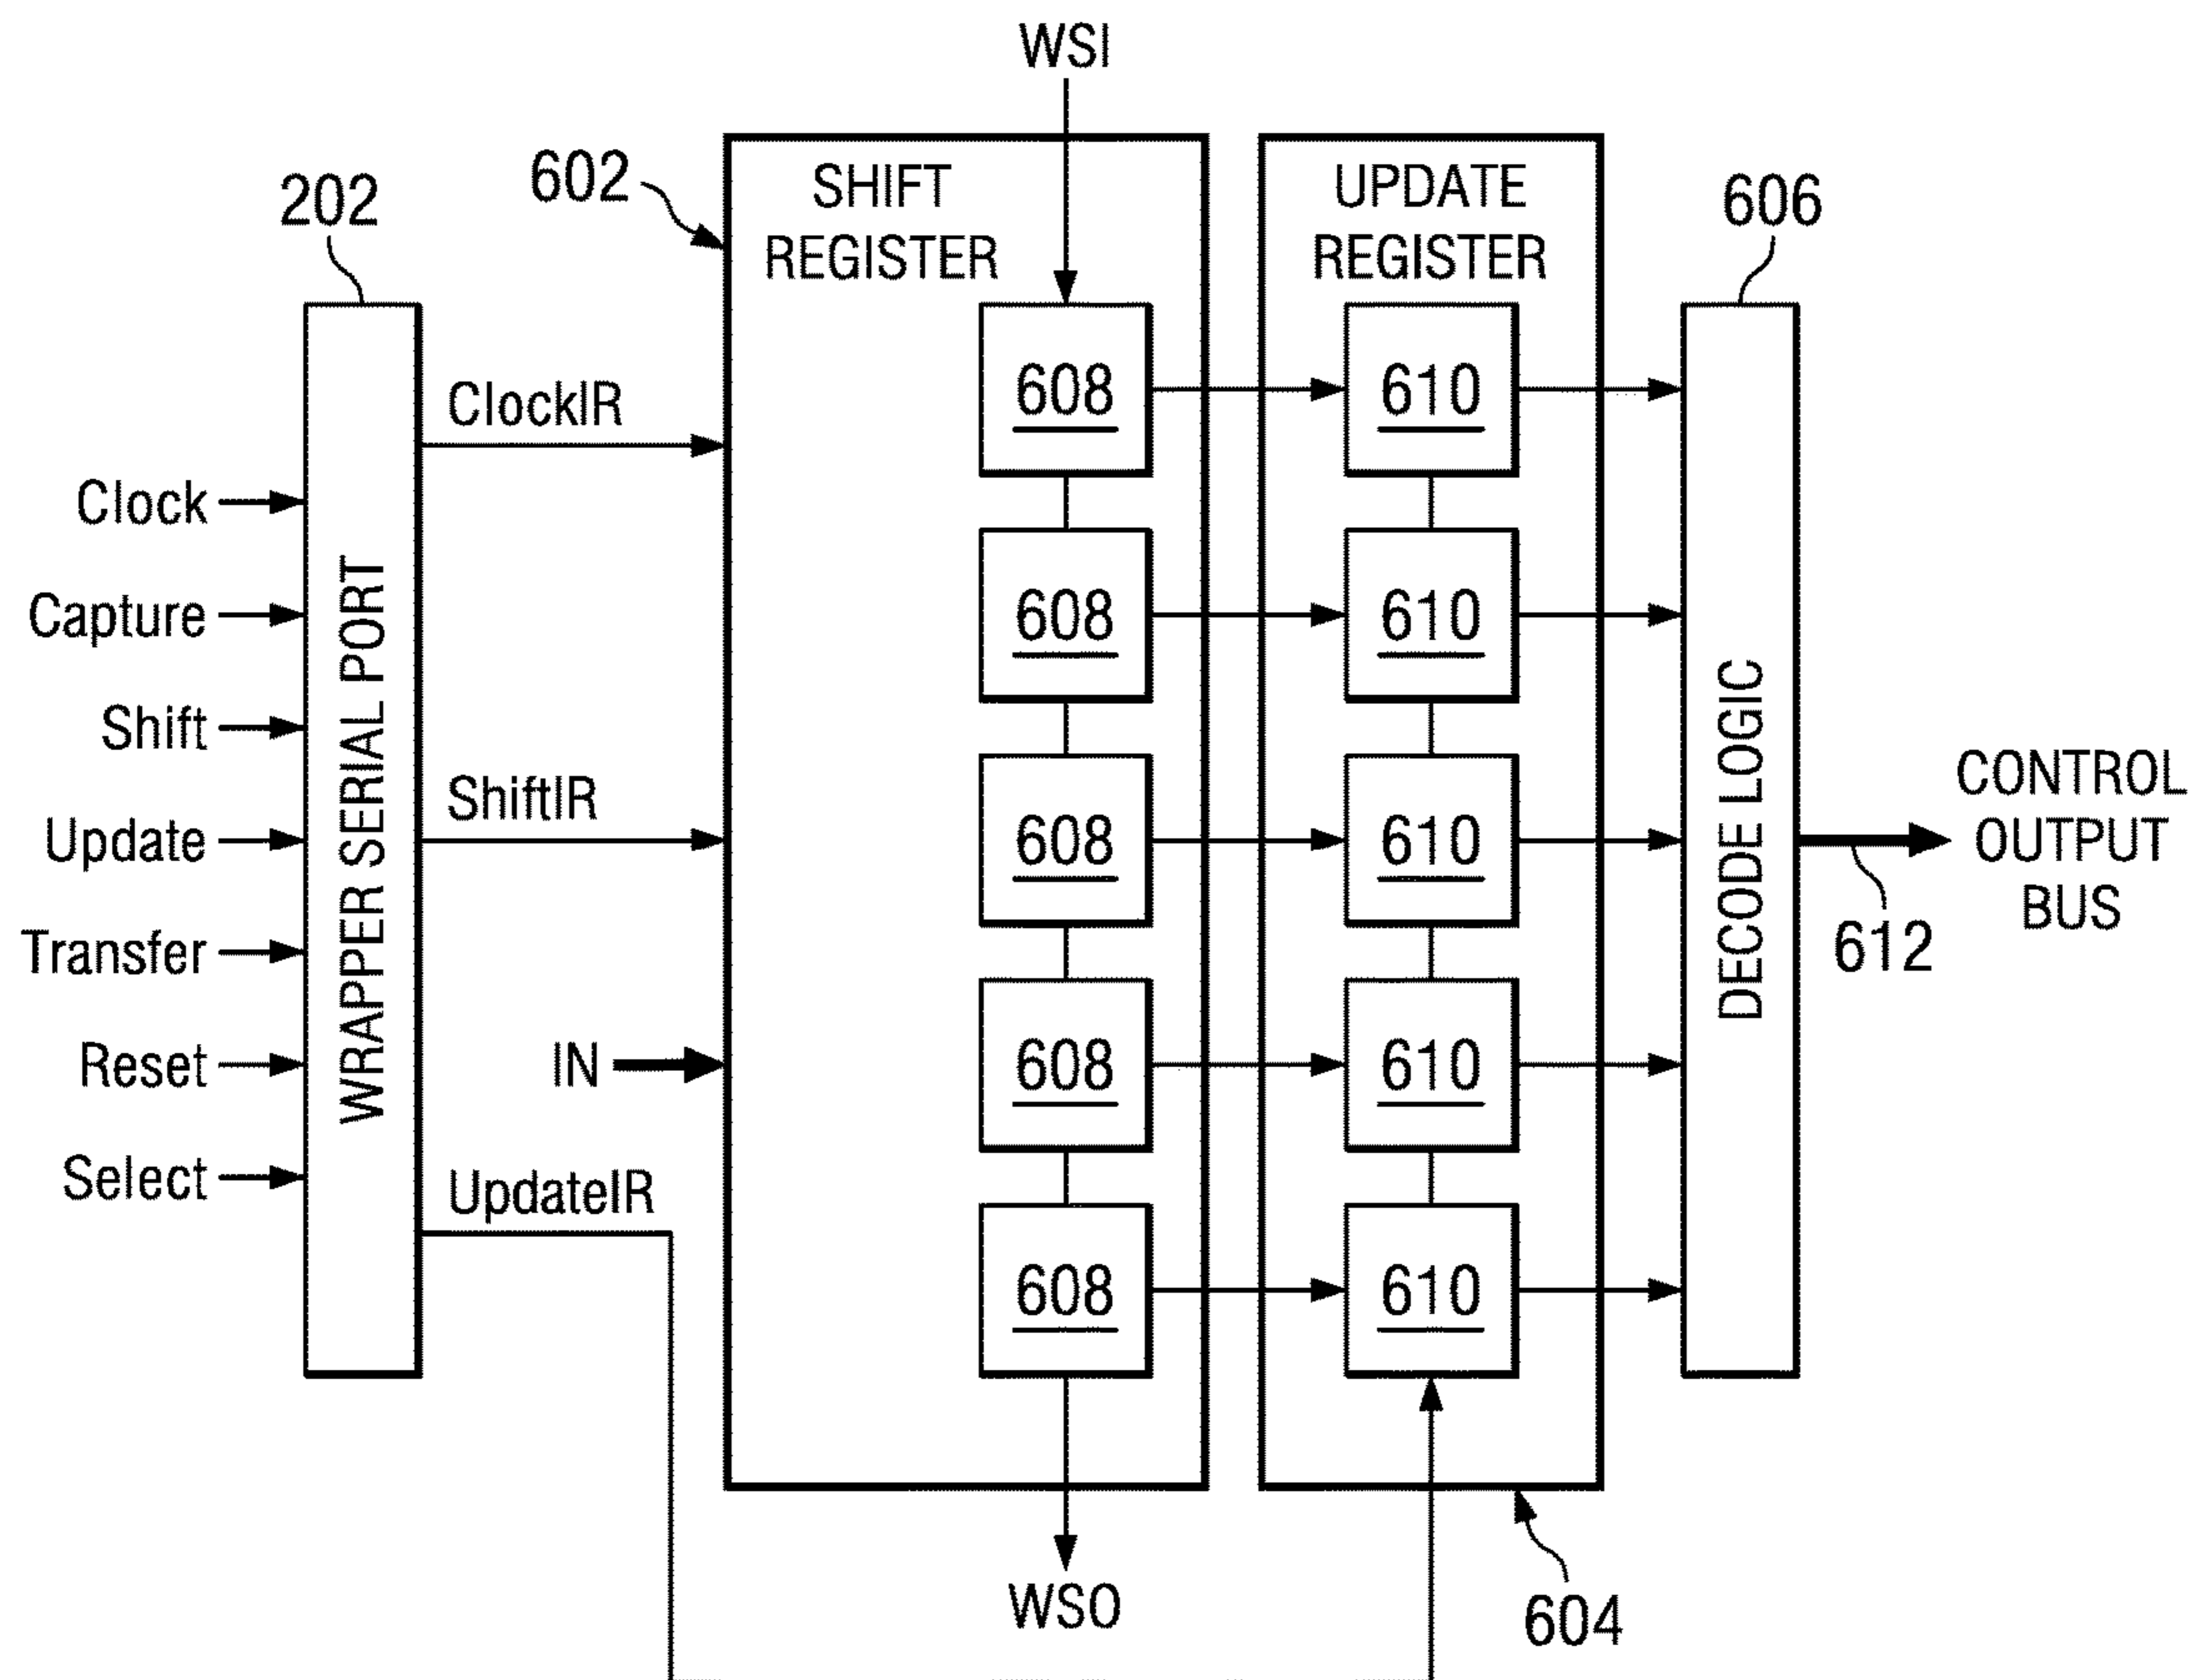 WSI
202
602
SHIFT
REGISTER
UPDATE
REGISTER
606
ClockIR
ShiftIR
IN
UpdateIR
Clock
Capture
Shift
Update
Transfer
Reset
Select
WRAPPER SERIAL PORT
608
608
608
608
608
610
610
610
610
610
DECODE LOGIC
CONTROL
OUTPUT
BUS
612
WSO
604